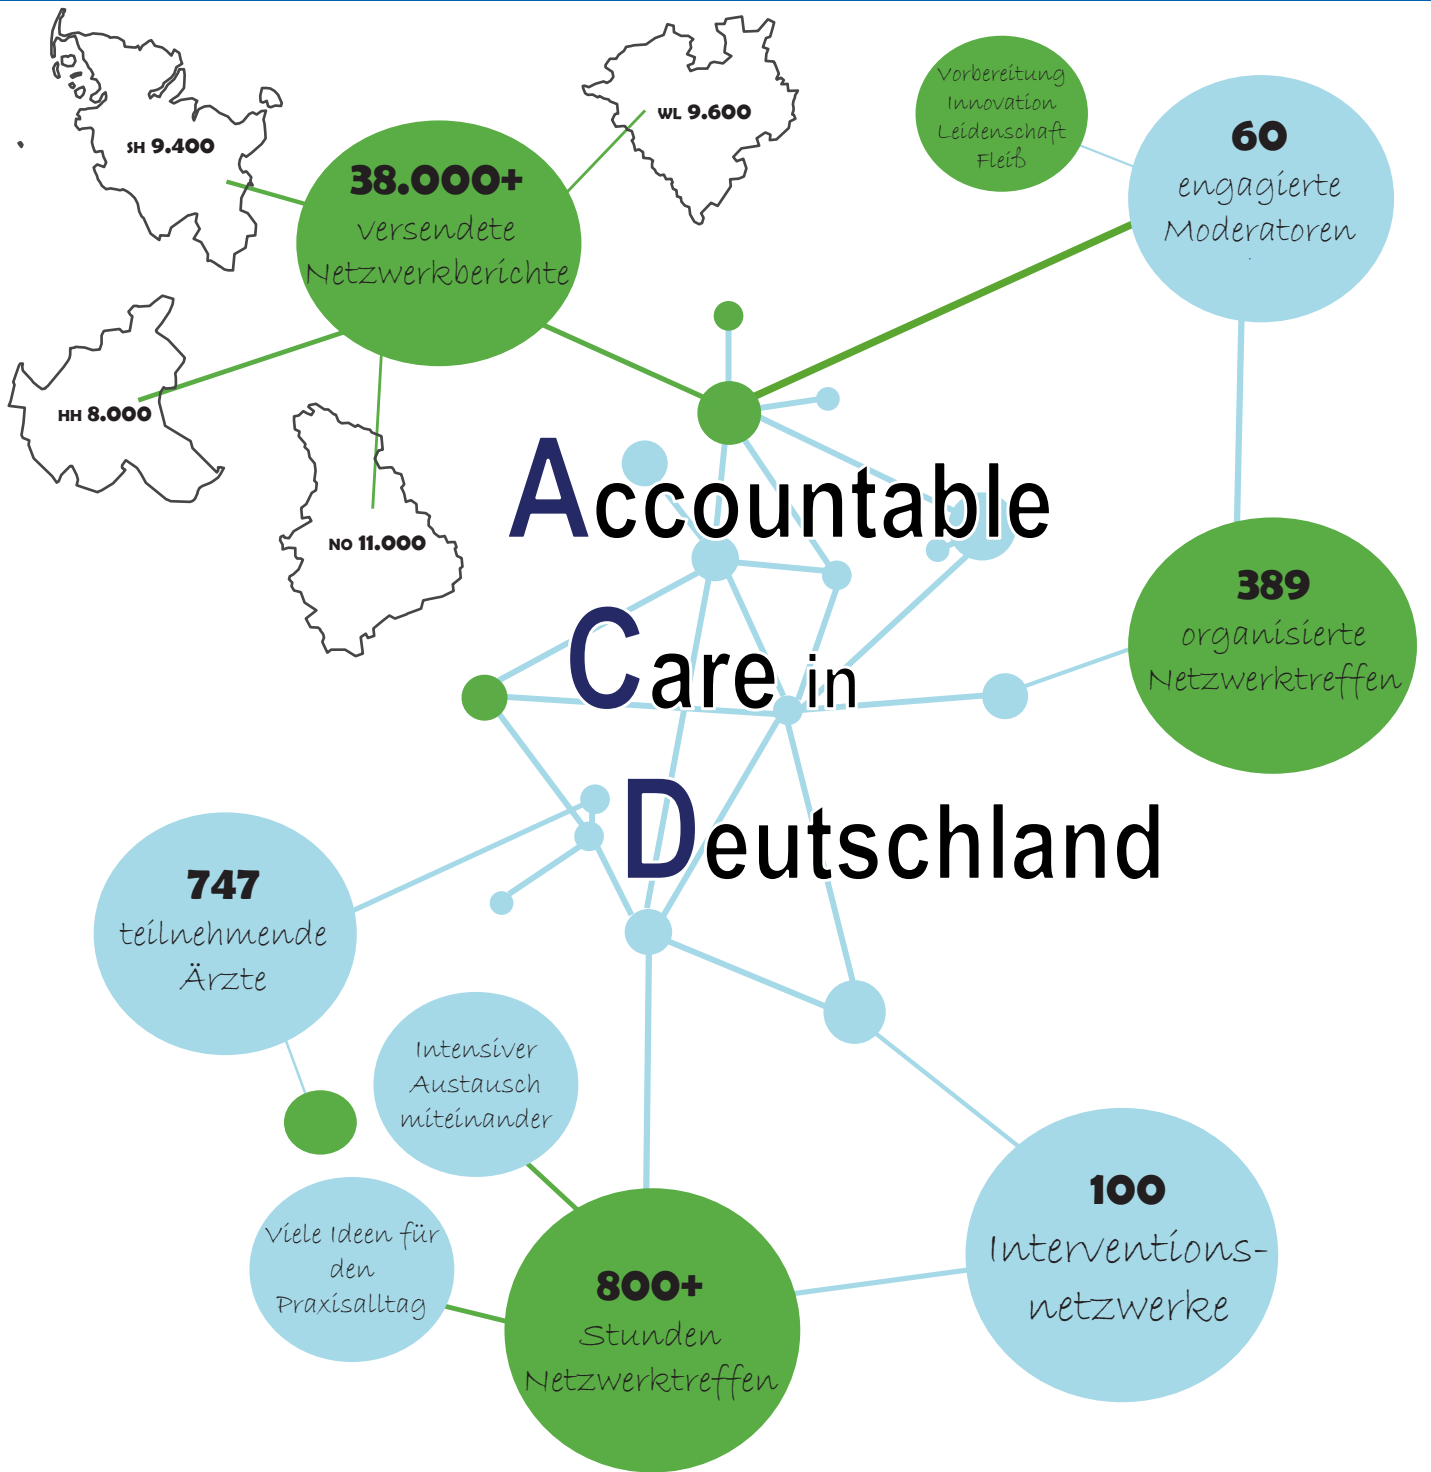 SH 9.400
38.000+
versendete
Netzwerkberichte
WL 9.600
HH 8.000
NO 11.000
Vorbereitung
Innovation
Leidenschaft
Fleiß
60
engagierte
Moderatoren
Accountable
Care in
Deutschland
389
organisierte
Netzwerktreffen
747
teilnehmende
Ärzte
Intensiver
Austausch
miteinander
Viele Ideen für
den
Praxisalltag
800+
Stunden
Netzwerktreffen
100
Interventions-
netzwerke